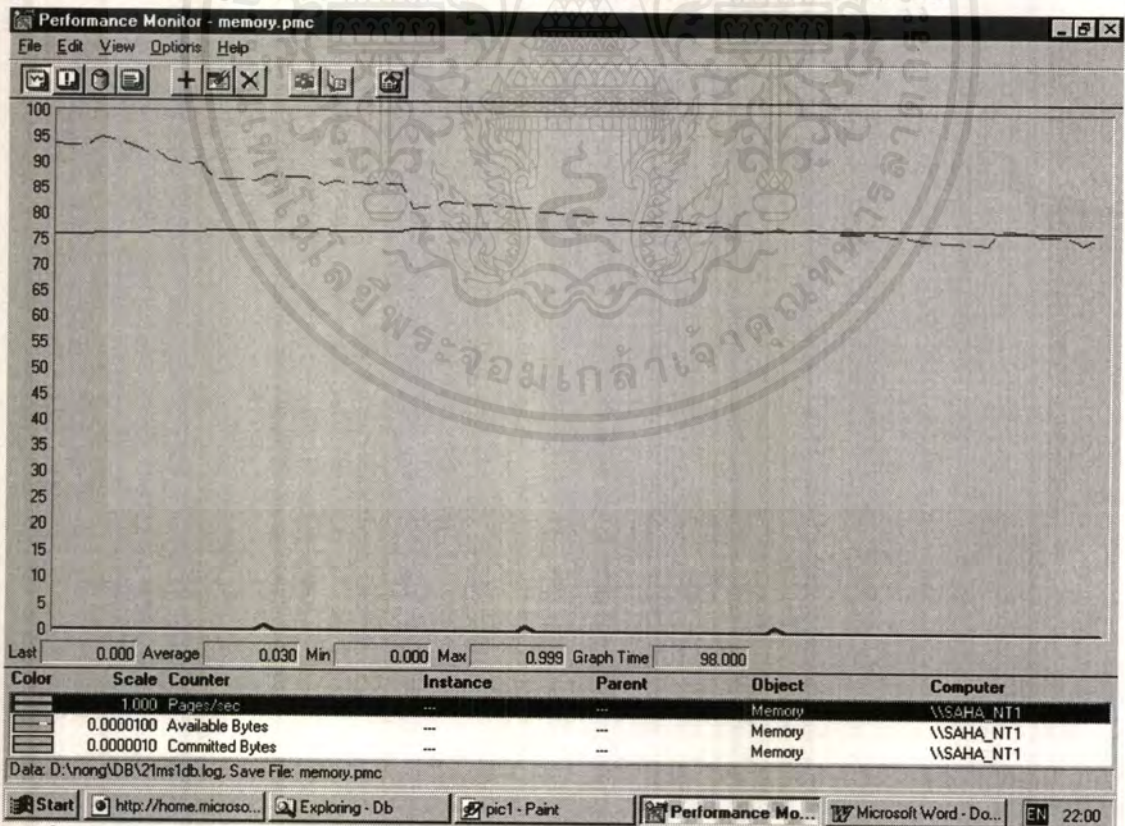 Performance Monitor - memory.pmc
File Edit View Options Help
100
95
90
85
80
75
70
65
60
55
50
45
40
35
30
25
20
15
10
5
0
Last 0.000 Average 0.030 Min 0.000 Max 0.999 Graph Time 98.000
Color Scale Counter Instance Parent Object Computer
1.000 Pages/sec --- --- Memory \\SAHA_NT1
0.0000100 Available Bytes --- --- Memory \\SAHA_NT1
0.0000010 Committed Bytes --- --- Memory \\SAHA_NT1
Data: D:\nong\DB\21ms1db.log, Save File: memory.pmc
Start http://home.microso... Exploring - Db pic1 - Paint Performance Mo... Microsoft Word - Do... EN 22:00